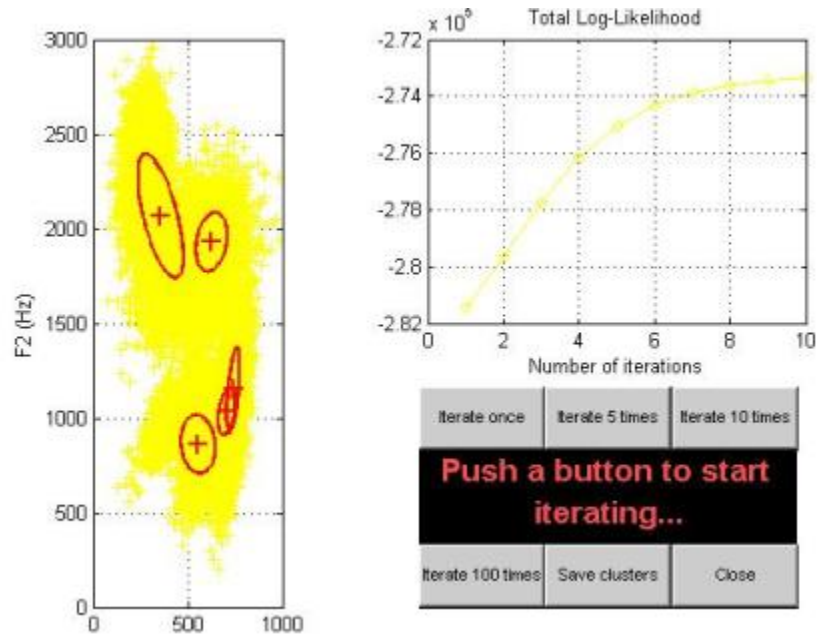 Total Log-Likelihood
x 10^5
3000
2500
2000
1500
1000
500
0
F2 (Hz)
0 500 1000
-2.72
-2.74
-2.76
-2.78
-2.8
-2.82
0 2 4 6 8 10
Number of iterations
Iterate once Iterate 5 times Iterate 10 times
Push a button to start
iterating...
Iterate 100 times Save clusters Close